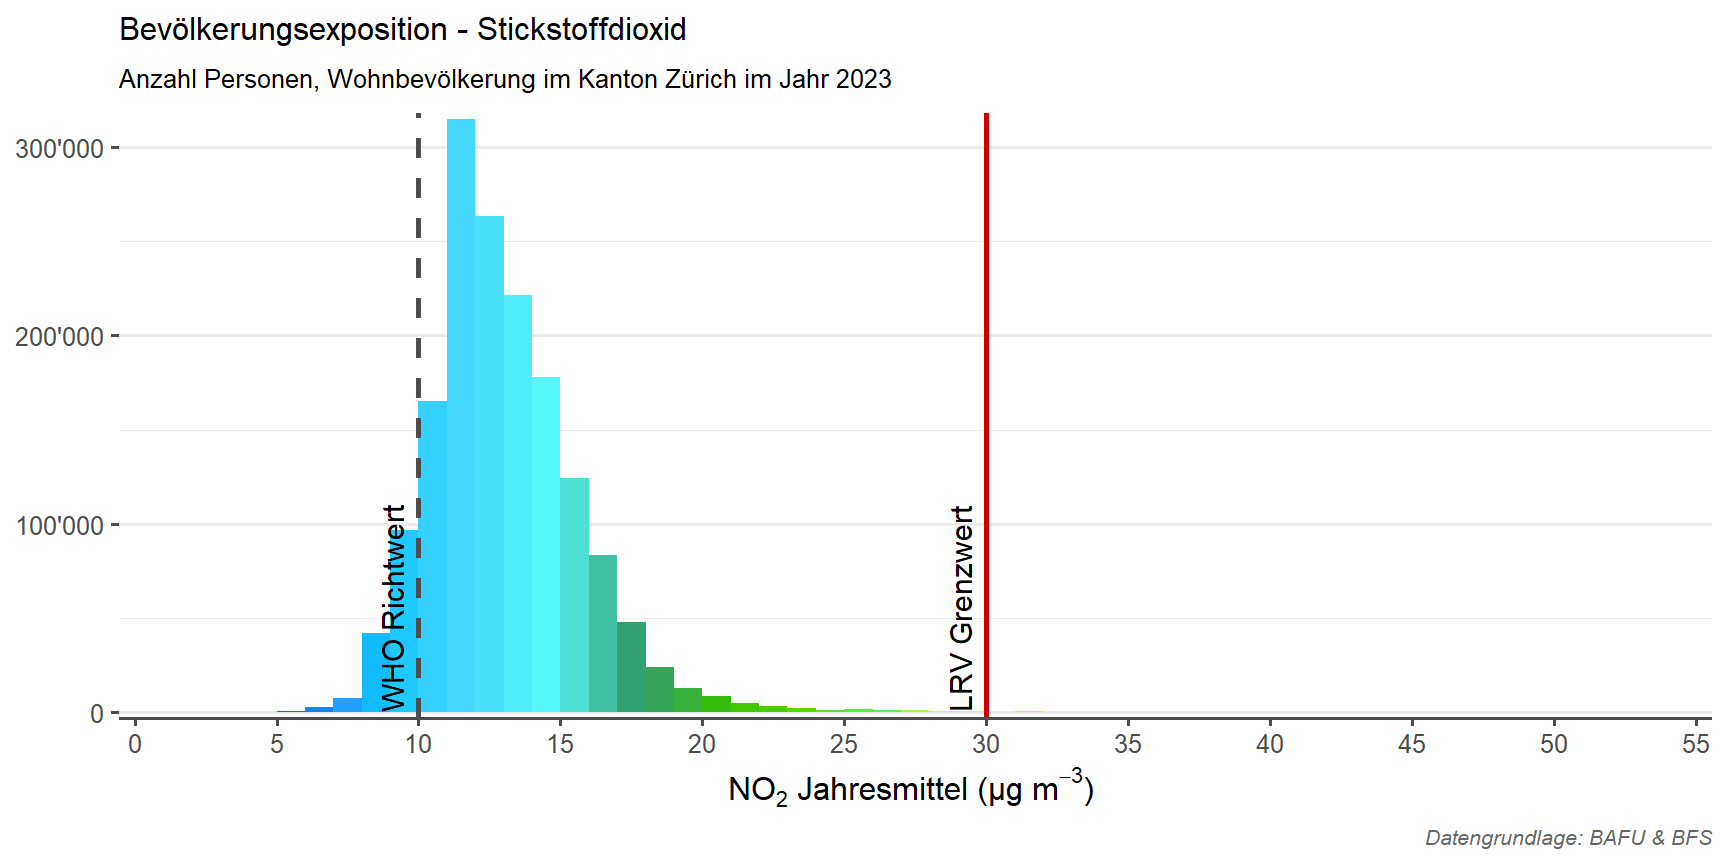 Bevölkerungsexposition - Stickstoffdioxid
Anzahl Personen, Wohnbevölkerung im Kanton Zürich im Jahr 2023
300'000
200'000
100'000
0
WHO Richtwert
LRV Grenzwert
0 5 10 15 20 25 30 35 40 45 50 55
NO₂ Jahresmittel (µg m⁻³)
Datengrundlage: BAFU & BFS